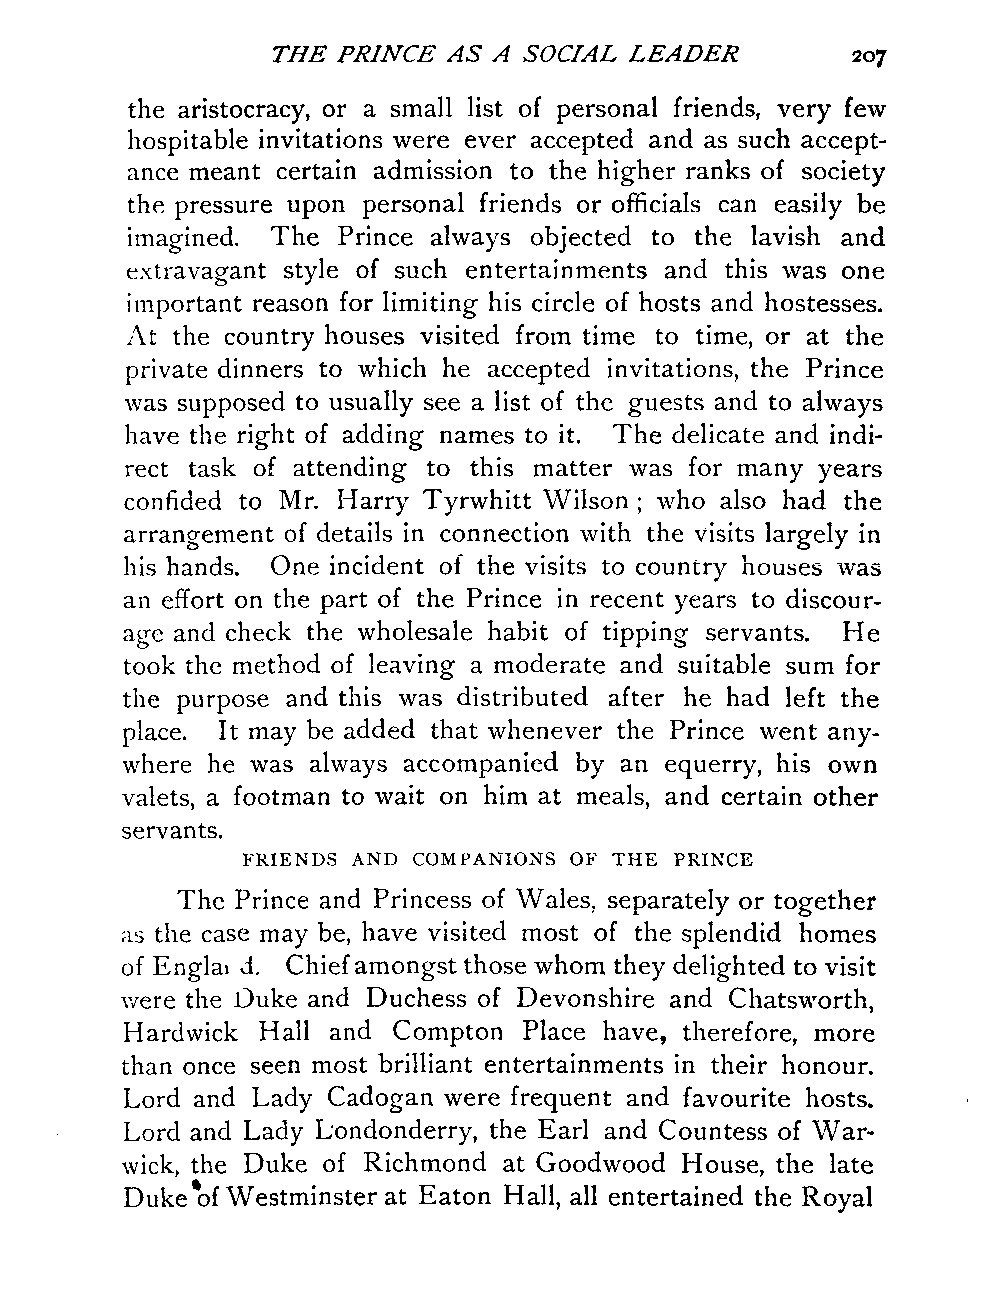 THE PRINCE AS A SOCIAL LEADER 207
the aristocracy, or a small list of personal friends, very few
hospitable invitations were ever accepted and as such accept-
ance meant certain admission to the higher ranks of society
the pressure upon personal friends or officials can easily be
imagined. The Prince always objected to the lavish and
extravagant style of such entertainments and this was one
important reason for limiting his circle of hosts and hostesses.
At the country houses visited from time to time, or at the
private dinners to which he accepted invitations, the Prince
was supposed to usually see a list of the guests and to always
have the right of adding names to it. The delicate and indi-
rect task of attending to this matter was for many years
confided to Mr. Harry Tyrwhitt Wilson; who also had the
arrangement of details in connection with the visits largely in
his hands. One incident of the visits to country houses was
an effort on the part of the Prince in recent years to discour-
age and check the wholesale habit of tipping servants. He
took the method of leaving a moderate and suitable sum for
the purpose and this was distributed after he had left the
place. It may be added that whenever the Prince went any-
where he was always accompanied by an equerry, his own
valets, a footman to wait on him at meals, and certain other
servants.
FRIENDS AND COMPANIONS OF THE PRINCE
The Prince and Princess of Wales, separately or together
as the case may be, have visited most of the splendid homes
of England. Chief amongst those whom they delighted to visit
were the Duke and Duchess of Devonshire and Chatsworth,
Hardwick Hall and Compton Place have, therefore, more
than once seen most brilliant entertainments in their honour.
Lord and Lady Cadogan were frequent and favourite hosts.
Lord and Lady Londonderry, the Earl and Countess of War-
wick, the Duke of Richmond at Goodwood House, the late
Duke of Westminster at Eaton Hall, all entertained the Royal